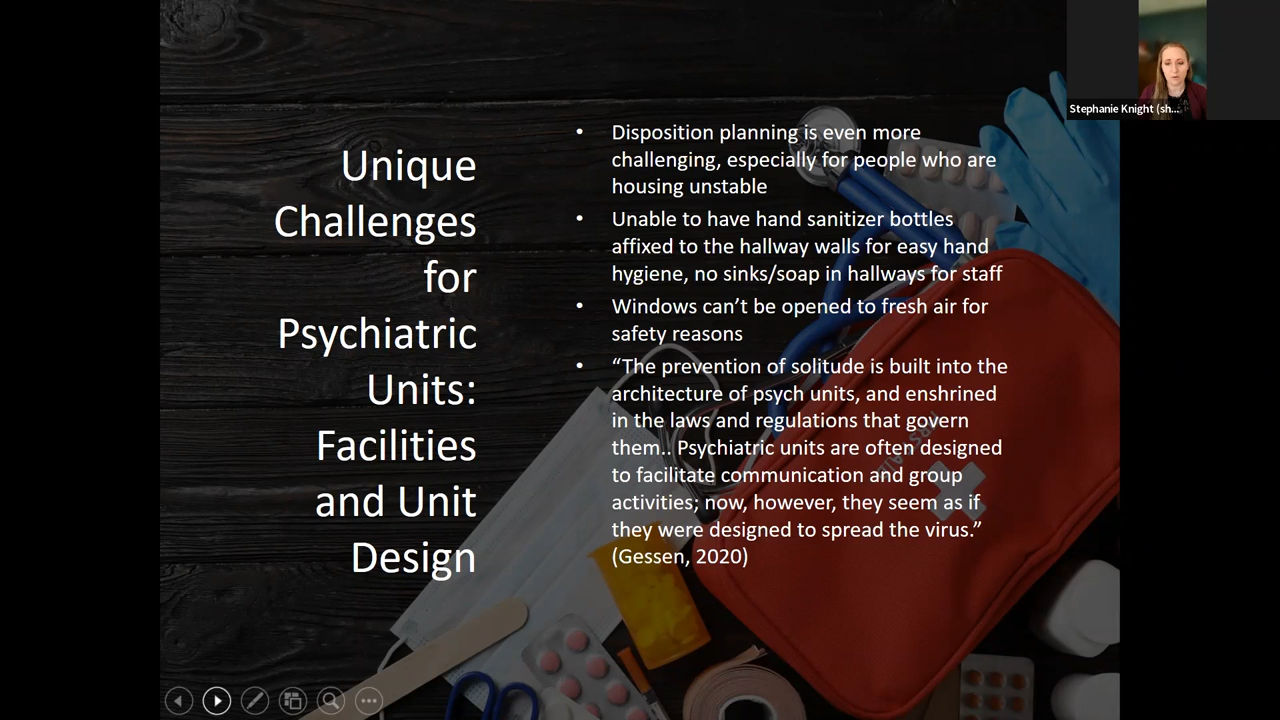 Unique
Challenges
for
Psychiatric
Units:
Facilities
and Unit
Design
• Disposition planning is even more
challenging, especially for people who are
housing unstable
• Unable to have hand sanitizer bottles
affixed to the hallway walls for easy hand
hygiene, no sinks/soap in hallways for staff
• Windows can’t be opened to fresh air for
safety reasons
• “The prevention of solitude is built into the
architecture of psych units, and enshrined
in the laws and regulations that govern
them.. Psychiatric units are often designed
to facilitate communication and group
activities; now, however, they seem as if
they were designed to spread the virus.”
(Gessen, 2020)
Stephanie Knight (sh...